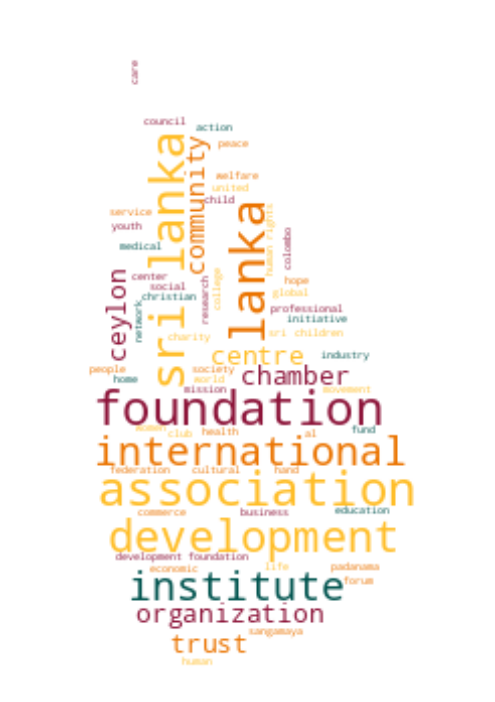 care
council
action
peace
sri lanka
community
welfare
united
child
lanka
service
human rights
youth
colombo
medical
ceylon
center
social
research
college
hope
global
christian
network
professional
initiative
charity
sri
children
centre
industry
people
society
chamber
home
world
mission
movement
foundation
women
club
health
al
fund
international
federation
cultural
hand
association
commerce
business
education
development
development foundation
economic
life
padanama
institute
forum
organization
sangamaya
trust
human